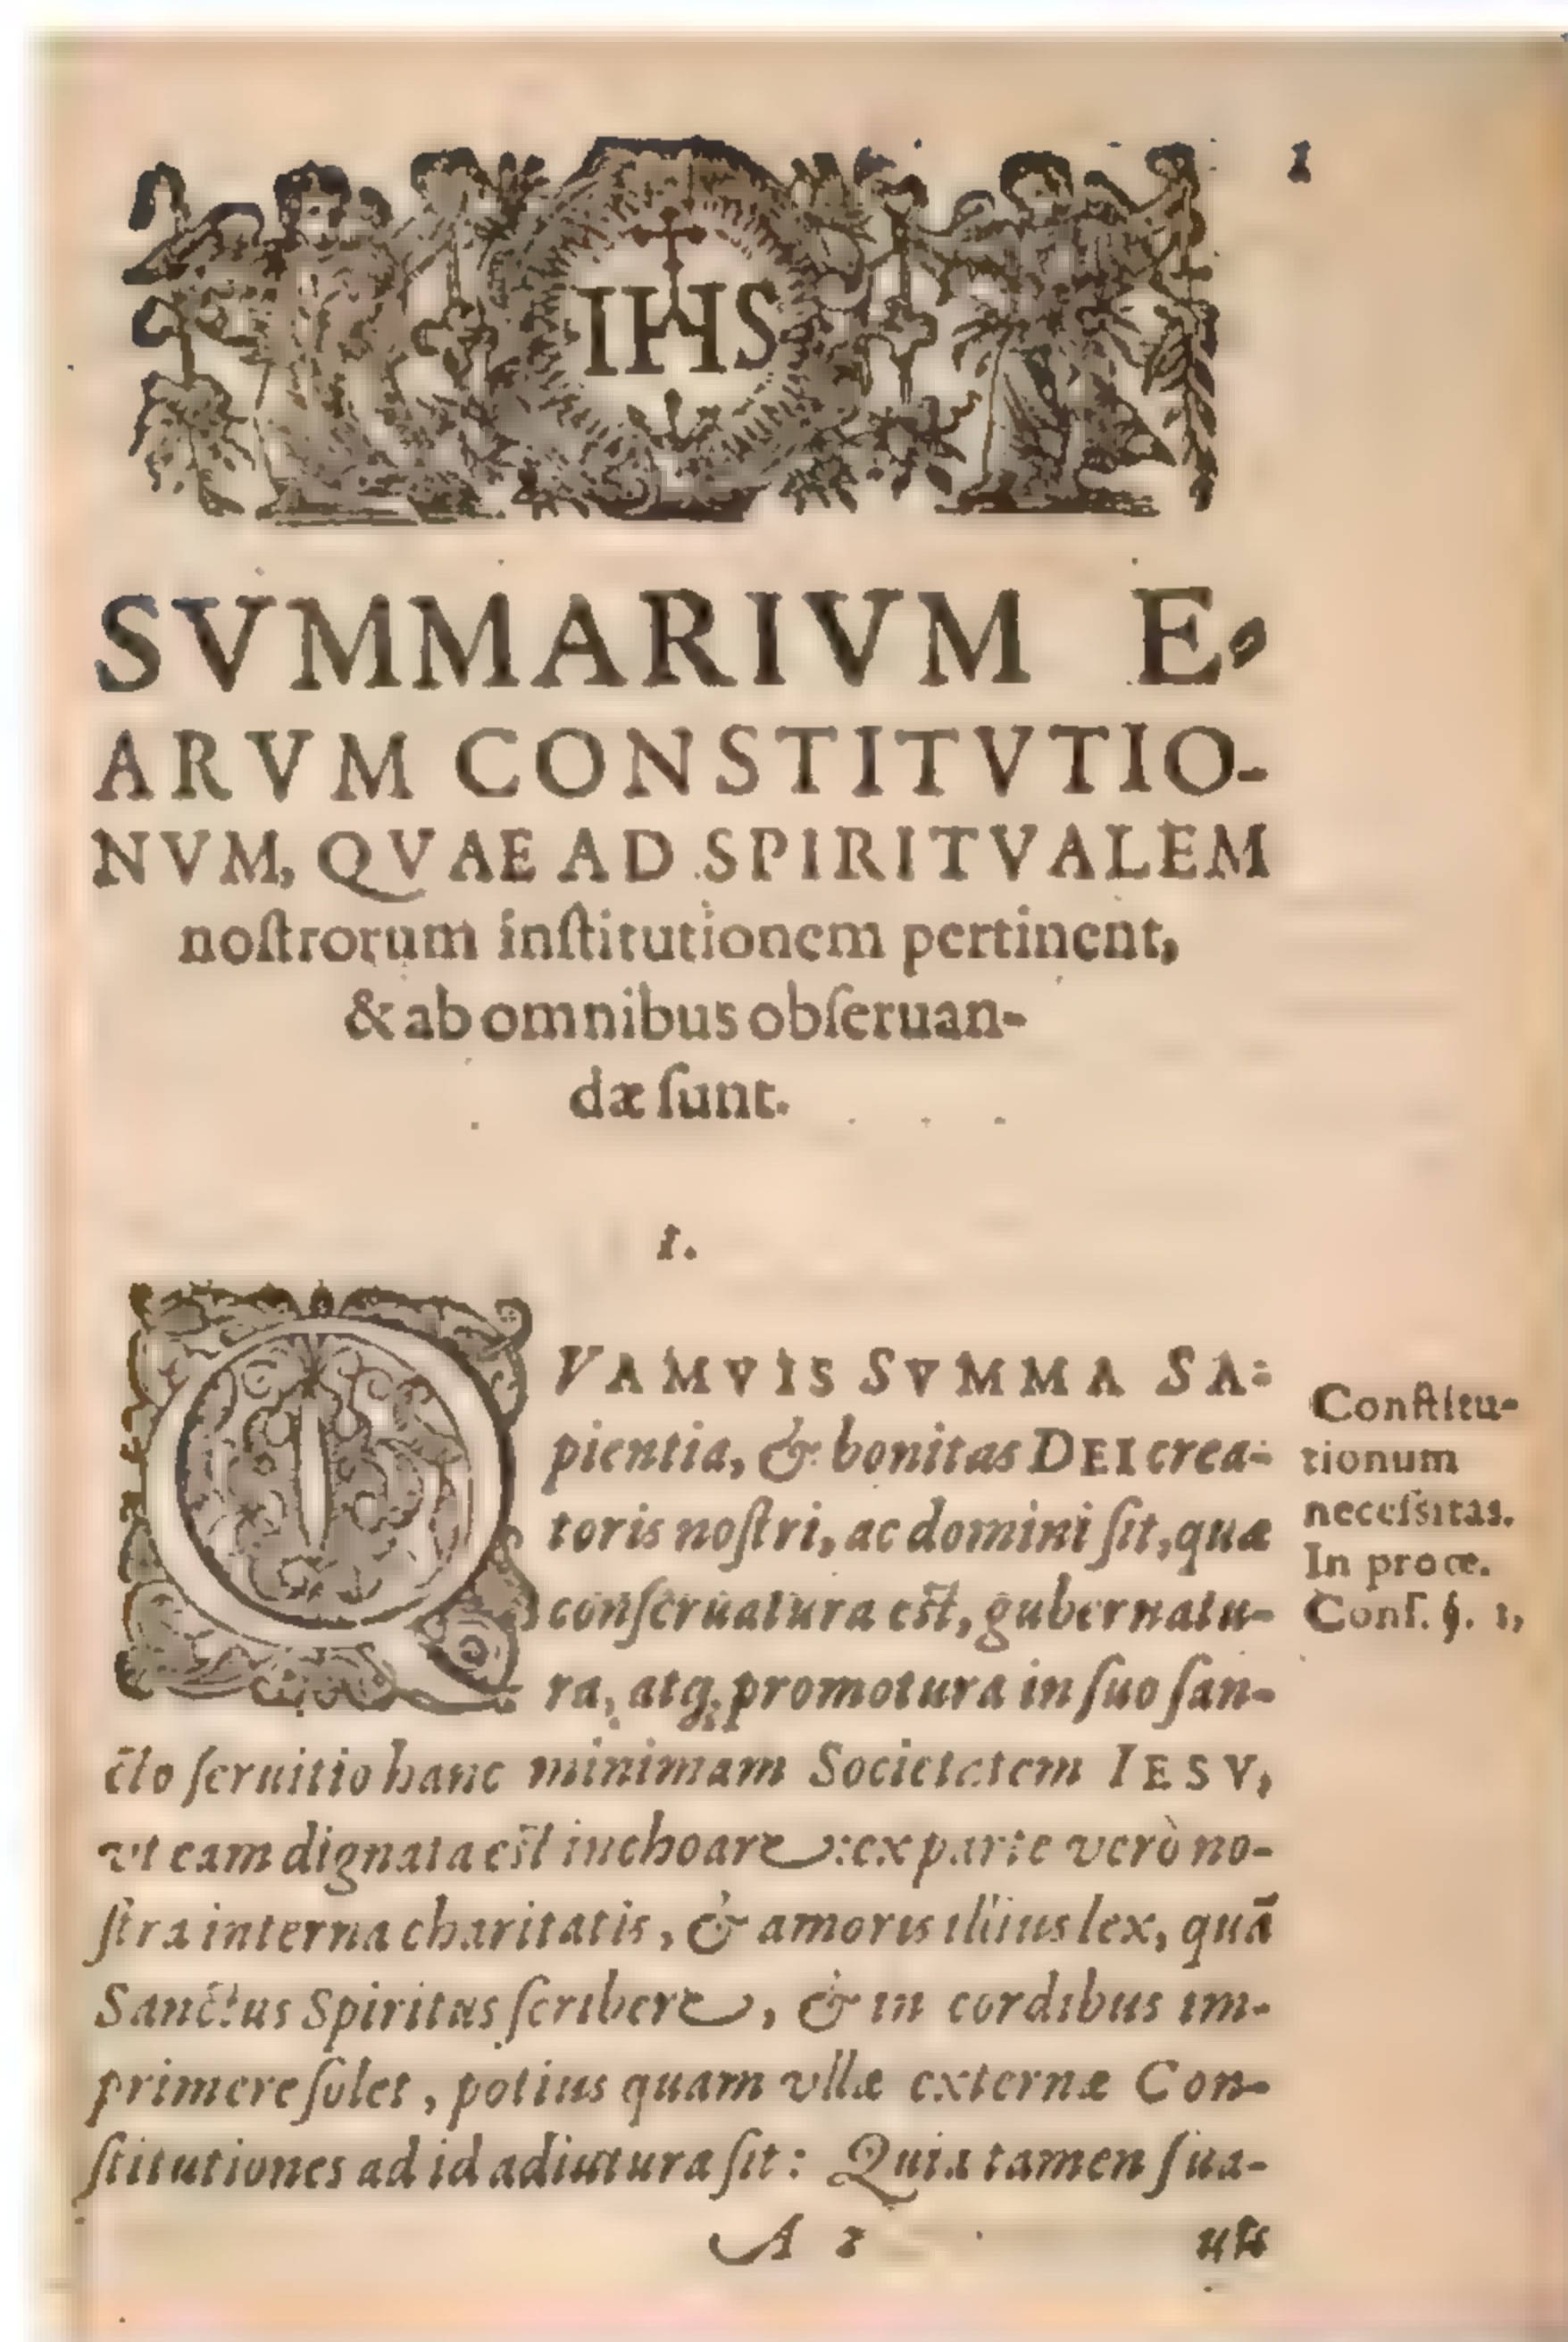 1
IHS
SVMMARIVM E-
ARVM CONSTITVTIO-
NVM, QVAE AD SPIRITVALEM
noſtrorum inſtitutionem pertinent,
& ab omnibus obſeruan-
dæ ſunt.
1.
QVAMVIS SVMMA SA-
pientia, & bonitas DEI crea-
toris noſtri, ac domini ſit, quæ
conſeruatura eſt, gubernatu-
ra, atq; promotura in ſuo ſan-
cto ſeruitio hanc minimam Societatem IESV,
vt eam dignata eſt inchoare: ex parte verò no-
ſtra interna charitatis, & amoris illius lex, quā
Sanctus Spiritus ſcribere, & in cordibus im-
primere ſolet, potius quam vllæ externæ Con-
ſtitutiones ad id adiutura ſit: Quia tamen ſua-
A 2
uis
Conſtitu-
tionum
neceſsitas.
In proœ.
Conſ. §. 1,